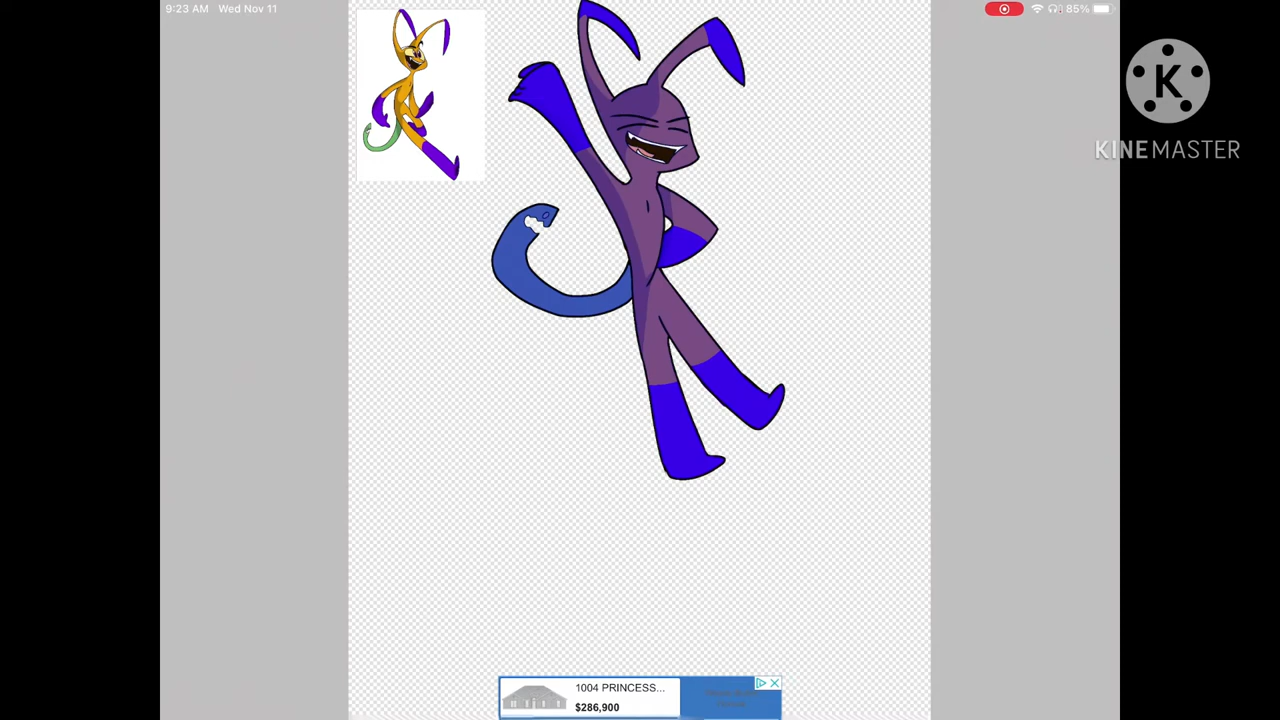 9:23 AM Wed Nov 11
85%
K
KINEMASTER
1004 PRINCESS...
$286,900